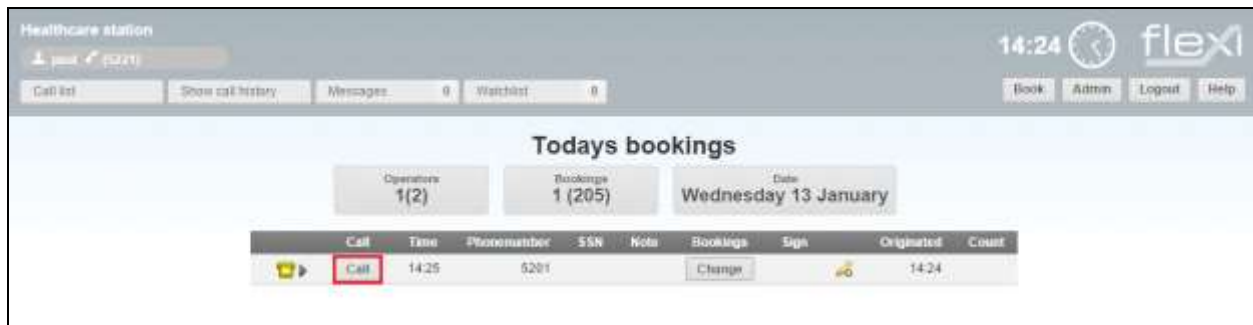 Healthcare station
14:24
flexi
paul (5221)
Call list Show call history Messages 0 Watchlist 0 Book Admin Logout Help
Todays bookings
Operators Bookings Date
1(2) 1 (205) Wednesday 13 January
Call Time Phonenumber SSN Note Bookings Sign Originated Count
Call 14:25 5201 Change 14:24